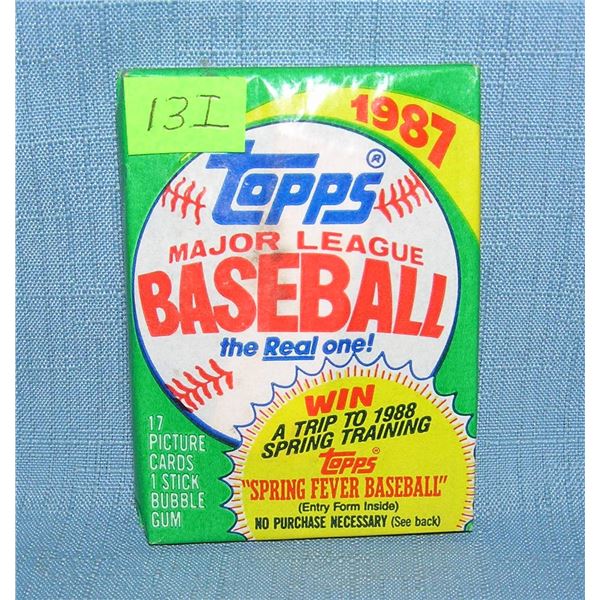 13I
1987
TOPPS ®
MAJOR LEAGUE
BASEBALL
the Real one!
17
PICTURE
CARDS
1 STICK
BUBBLE
GUM
WIN
A TRIP TO 1988
SPRING TRAINING
TOPPS
"SPRING FEVER BASEBALL"
(Entry Form Inside)
NO PURCHASE NECESSARY (See back)